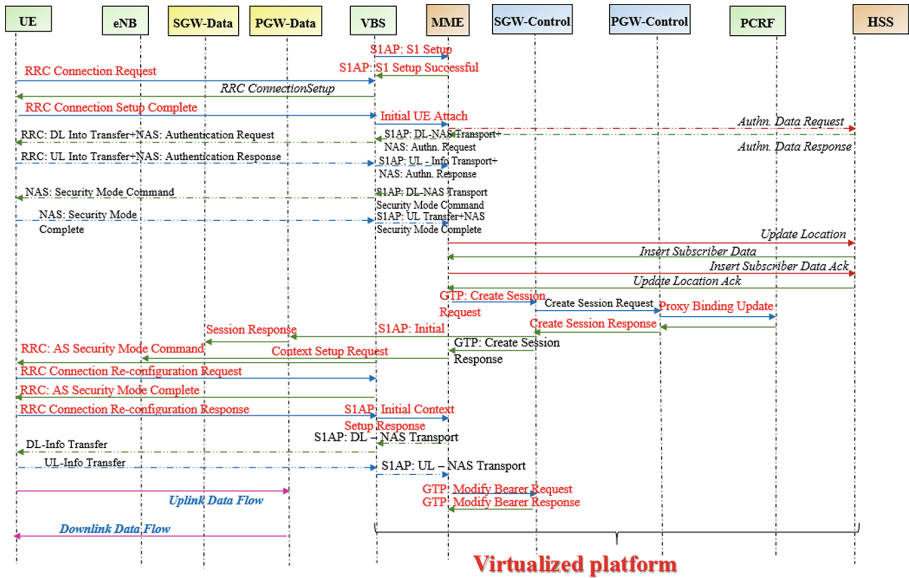 UE eNB SGW-Data PGW-Data VBS MME SGW-Control PGW-Control PCRF HSS
S1AP: S1 Setup
RRC Connection Request S1AP: S1 Setup Successful
RRC ConnectionSetup
RRC Connection Setup Complete Initial UE Attach
Authn. Data Request
RRC: DL Into Transfer+NAS: Authentication Request S1AP: DL-NAS Transport+
NAS: Authn. Request Authn. Data Response
RRC: UL Into Transfer+NAS: Authentication Response S1AP: UL - Info Transport+
NAS: Authn. Response
NAS: Security Mode Command S1AP: DL-NAS Transport
Security Mode Command
NAS: Security Mode S1AP: UL Transfer+NAS
Complete Security Mode Complete
Update Location
Insert Subscriber Data
Insert Subscriber Data Ack
Update Location Ack
GTP: Create Session Create Session Request Proxy Binding Update
Request
Session Response S1AP: Initial Create Session Response
GTP: Create Session
RRC: AS Security Mode Command Context Setup Request
Response
RRC Connection Re-configuration Request
RRC: AS Security Mode Complete
RRC Connection Re-configuration Response S1AP: Initial Context
Setup Response
S1AP: DL – NAS Transport
DL-Info Transfer
UL-Info Transfer S1AP: UL – NAS Transport
GTP: Modify Bearer Request
Uplink Data Flow GTP: Modify Bearer Response
Downlink Data Flow
Virtualized platform